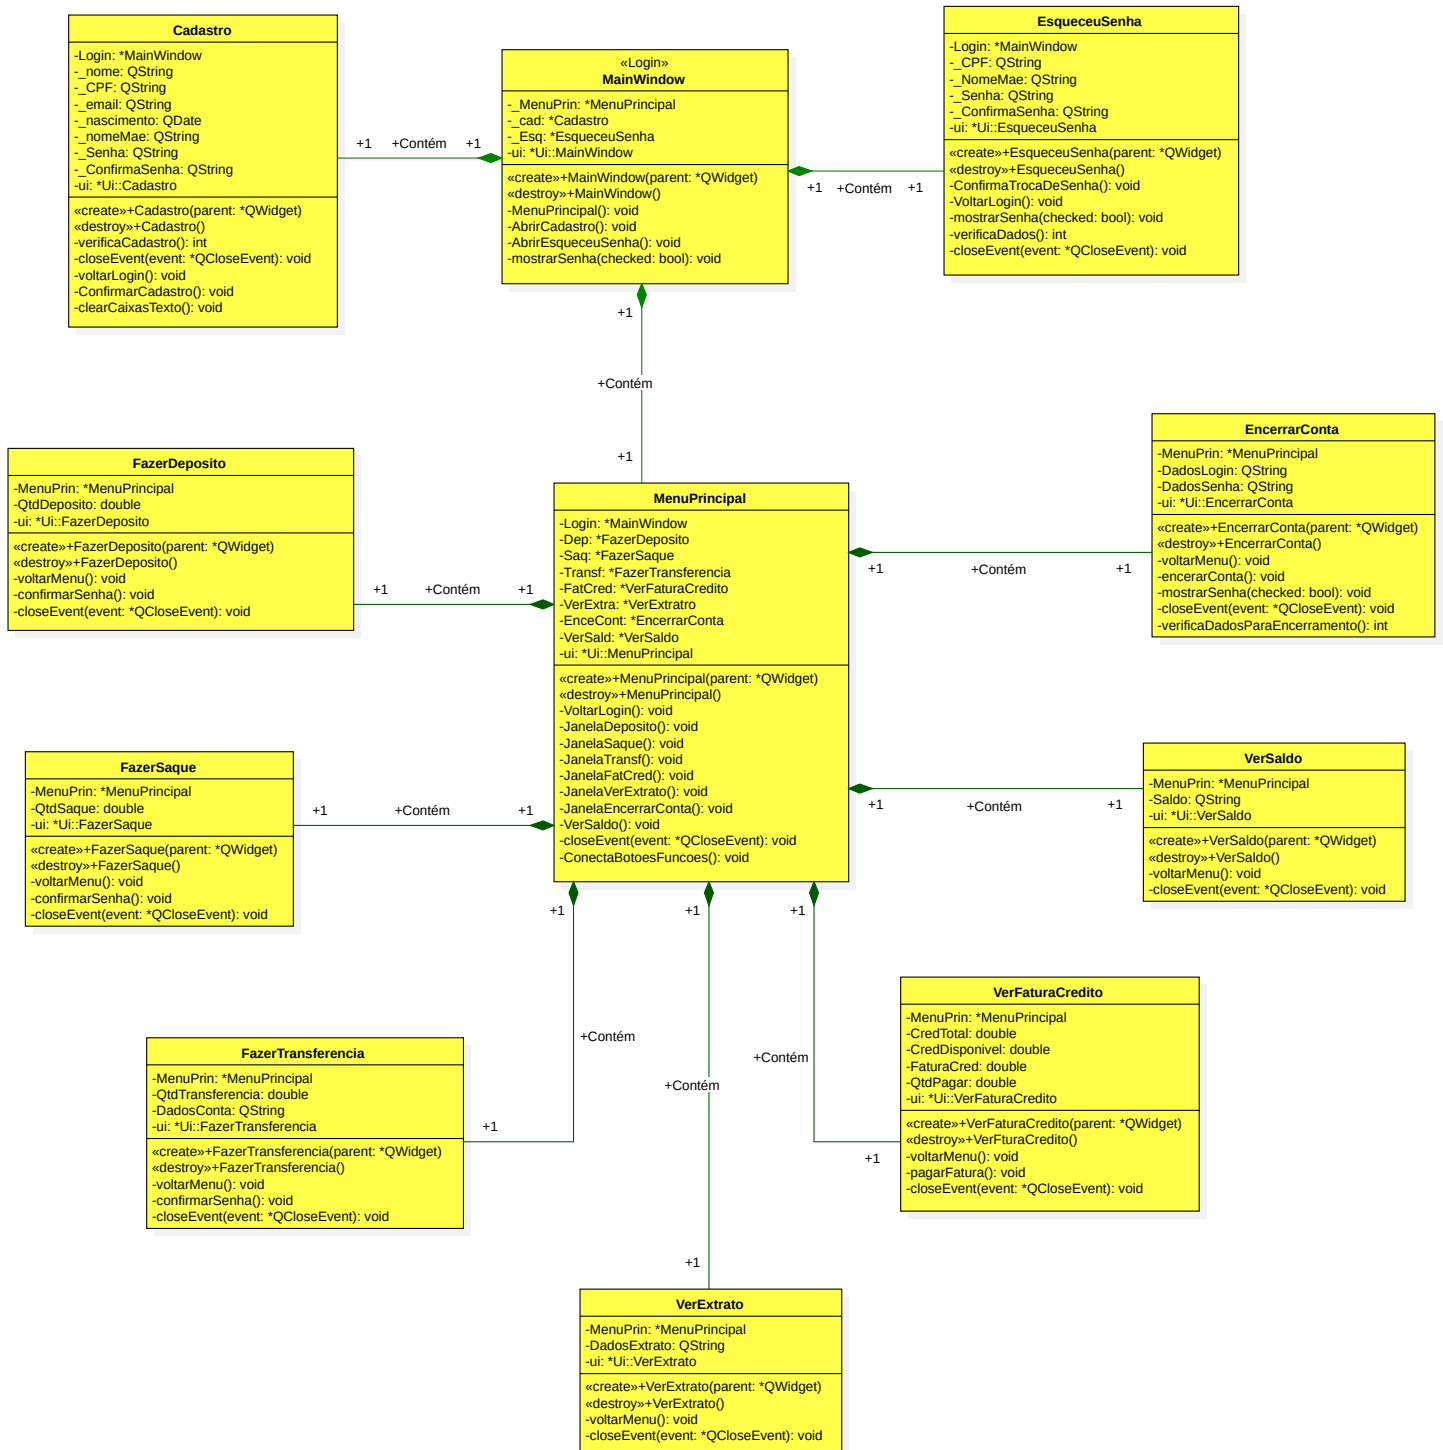 Cadastro
-Login: *MainWindow
-_nome: QString
-_CPF: QString
-_email: QString
-_nascimento: QDate
-_nomeMae: QString
-_Senha: QString
-_ConfirmaSenha: QString
-ui: *Ui::Cadastro
«create»+Cadastro(parent: *QWidget)
«destroy»+Cadastro()
-verificaCadastro(): int
-closeEvent(event: *QCloseEvent): void
-voltarLogin(): void
-ConfirmarCadastro(): void
-clearCaixasTexto(): void
+1 +Contém +1
«Login»
MainWindow
-_MenuPrin: *MenuPrincipal
-_cad: *Cadastro
-_Esq: *EsqueceuSenha
-ui: *Ui::MainWindow
«create»+MainWindow(parent: *QWidget)
«destroy»+MainWindow()
-MenuPrincipal(): void
-AbrirCadastro(): void
-AbrirEsqueceuSenha(): void
-mostrarSenha(checked: bool): void
+1 +Contém +1
EsqueceuSenha
-Login: *MainWindow
-_CPF: QString
-_NomeMae: QString
-_Senha: QString
-_ConfirmaSenha: QString
-ui: *Ui::EsqueceuSenha
«create»+EsqueceuSenha(parent: *QWidget)
«destroy»+EsqueceuSenha()
-ConfirmaTrocaDeSenha(): void
-VoltarLogin(): void
-mostrarSenha(checked: bool): void
-verificaDados(): int
-closeEvent(event: *QCloseEvent): void
+1
+Contém
+1
FazerDeposito
-MenuPrin: *MenuPrincipal
-QtdDeposito: double
-ui: *Ui::FazerDeposito
«create»+FazerDeposito(parent: *QWidget)
«destroy»+FazerDeposito()
-voltarMenu(): void
-confirmarSenha(): void
-closeEvent(event: *QCloseEvent): void
+1 +Contém +1
MenuPrincipal
-Login: *MainWindow
-Dep: *FazerDeposito
-Saq: *FazerSaque
-Transf: *FazerTransferencia
-FatCred: *VerFaturaCredito
-VerExtra: *VerExtratro
-EnceCont: *EncerrarConta
-VerSald: *VerSaldo
-ui: *Ui::MenuPrincipal
«create»+MenuPrincipal(parent: *QWidget)
«destroy»+MenuPrincipal()
-VoltarLogin(): void
-JanelaDeposito(): void
-JanelaSaque(): void
-JanelaTransf(): void
-JanelaFatCred(): void
-JanelaVerExtrato(): void
-JanelaEncerrarConta(): void
-VerSaldo(): void
-closeEvent(event: *QCloseEvent): void
-ConectaBotoesFuncoes(): void
+1 +Contém +1
EncerrarConta
-MenuPrin: *MenuPrincipal
-DadosLogin: QString
-DadosSenha: QString
-ui: *Ui::EncerrarConta
«create»+EncerrarConta(parent: *QWidget)
«destroy»+EncerrarConta()
-voltarMenu(): void
-encerarConta(): void
-mostrarSenha(checked: bool): void
-closeEvent(event: *QCloseEvent): void
-verificaDadosParaEncerramento(): int
FazerSaque
-MenuPrin: *MenuPrincipal
-QtdSaque: double
-ui: *Ui::FazerSaque
«create»+FazerSaque(parent: *QWidget)
«destroy»+FazerSaque()
-voltarMenu(): void
-confirmarSenha(): void
-closeEvent(event: *QCloseEvent): void
+1 +Contém +1
+1 +Contém +1
VerSaldo
-MenuPrin: *MenuPrincipal
-Saldo: QString
-ui: *Ui::VerSaldo
«create»+VerSaldo(parent: *QWidget)
«destroy»+VerSaldo()
-voltarMenu(): void
-closeEvent(event: *QCloseEvent): void
+1 +1 +1
+Contém
+Contém
+Contém
FazerTransferencia
-MenuPrin: *MenuPrincipal
-QtdTransferencia: double
-DadosConta: QString
-ui: *Ui::FazerTransferencia
«create»+FazerTransferencia(parent: *QWidget)
«destroy»+FazerTransferencia()
-voltarMenu(): void
-confirmarSenha(): void
-closeEvent(event: *QCloseEvent): void
+1
VerFaturaCredito
-MenuPrin: *MenuPrincipal
-CredTotal: double
-CredDisponivel: double
-FaturaCred: double
-QtdPagar: double
-ui: *Ui::VerFaturaCredito
«create»+VerFaturaCredito(parent: *QWidget)
«destroy»+VerFturaCredito()
-voltarMenu(): void
-pagarFatura(): void
-closeEvent(event: *QCloseEvent): void
+1
+1
VerExtrato
-MenuPrin: *MenuPrincipal
-DadosExtrato: QString
-ui: *Ui::VerExtrato
«create»+VerExtrato(parent: *QWidget)
«destroy»+VerExtrato()
-voltarMenu(): void
-closeEvent(event: *QCloseEvent): void